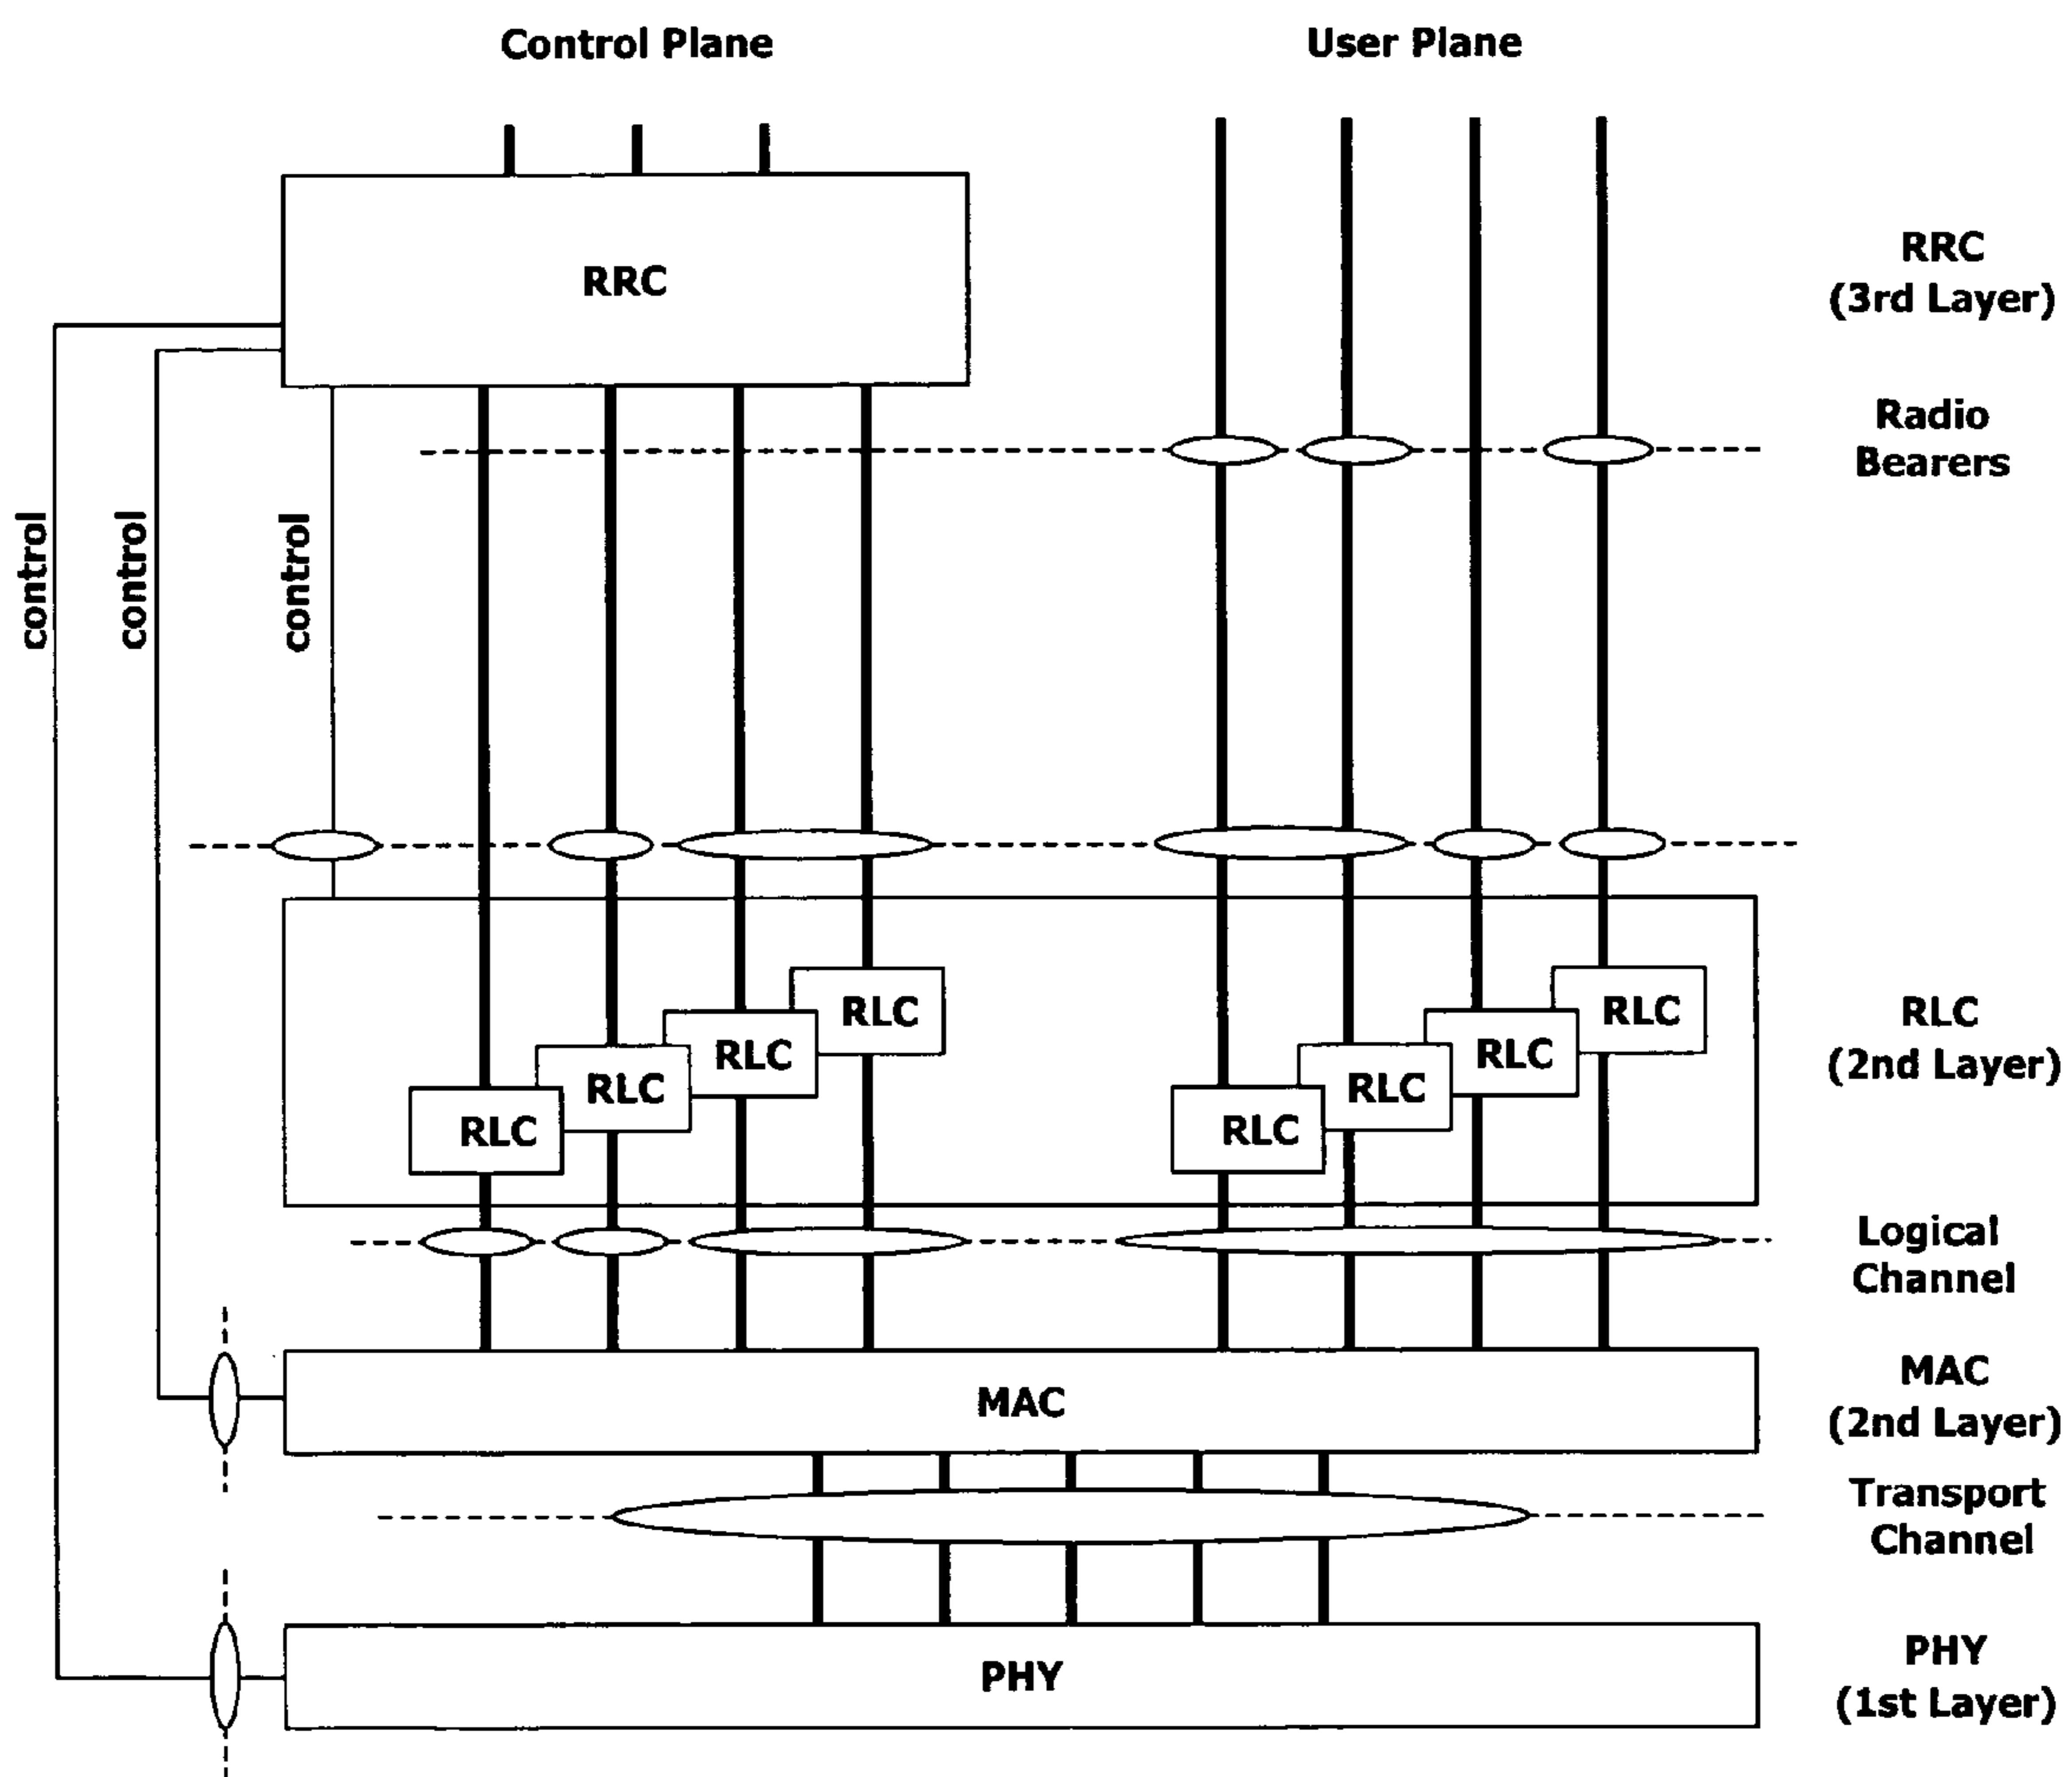 Control Plane
User Plane
RRC
RRC
(3rd Layer)
Radio
Bearers
control
control
control
RLC
RLC
RLC
RLC
RLC
RLC
RLC
RLC
RLC
(2nd Layer)
Logical
Channel
MAC
MAC
(2nd Layer)
Transport
Channel
PHY
PHY
(1st Layer)